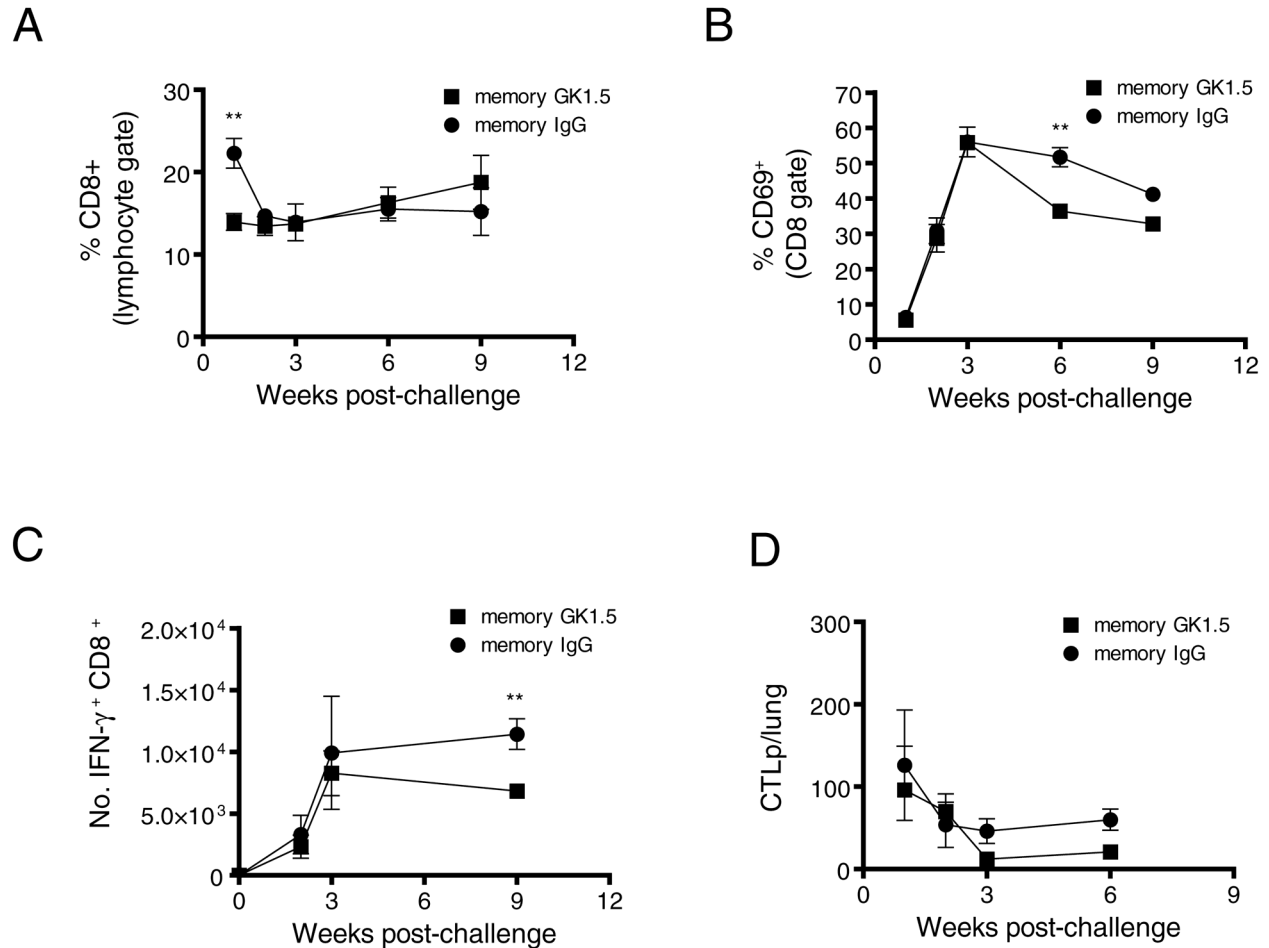 A
% CD8+
(lymphocyte gate)
30
20
10
0
**
memory GK1.5
memory IgG
0 3 6 9 12
Weeks post-challenge
B
% CD69⁺
(CD8 gate)
70
60
50
40
30
20
10
0
**
memory GK1.5
memory IgG
0 3 6 9 12
Weeks post-challenge
C
No. IFN-γ⁺ CD8⁺
2.0×10⁴
1.5×10⁴
1.0×10⁴
5.0×10³
0
**
memory GK1.5
memory IgG
0 3 6 9 12
Weeks post-challenge
D
CTLp/lung
300
200
100
0
memory GK1.5
memory IgG
0 3 6 9
Weeks post-challenge